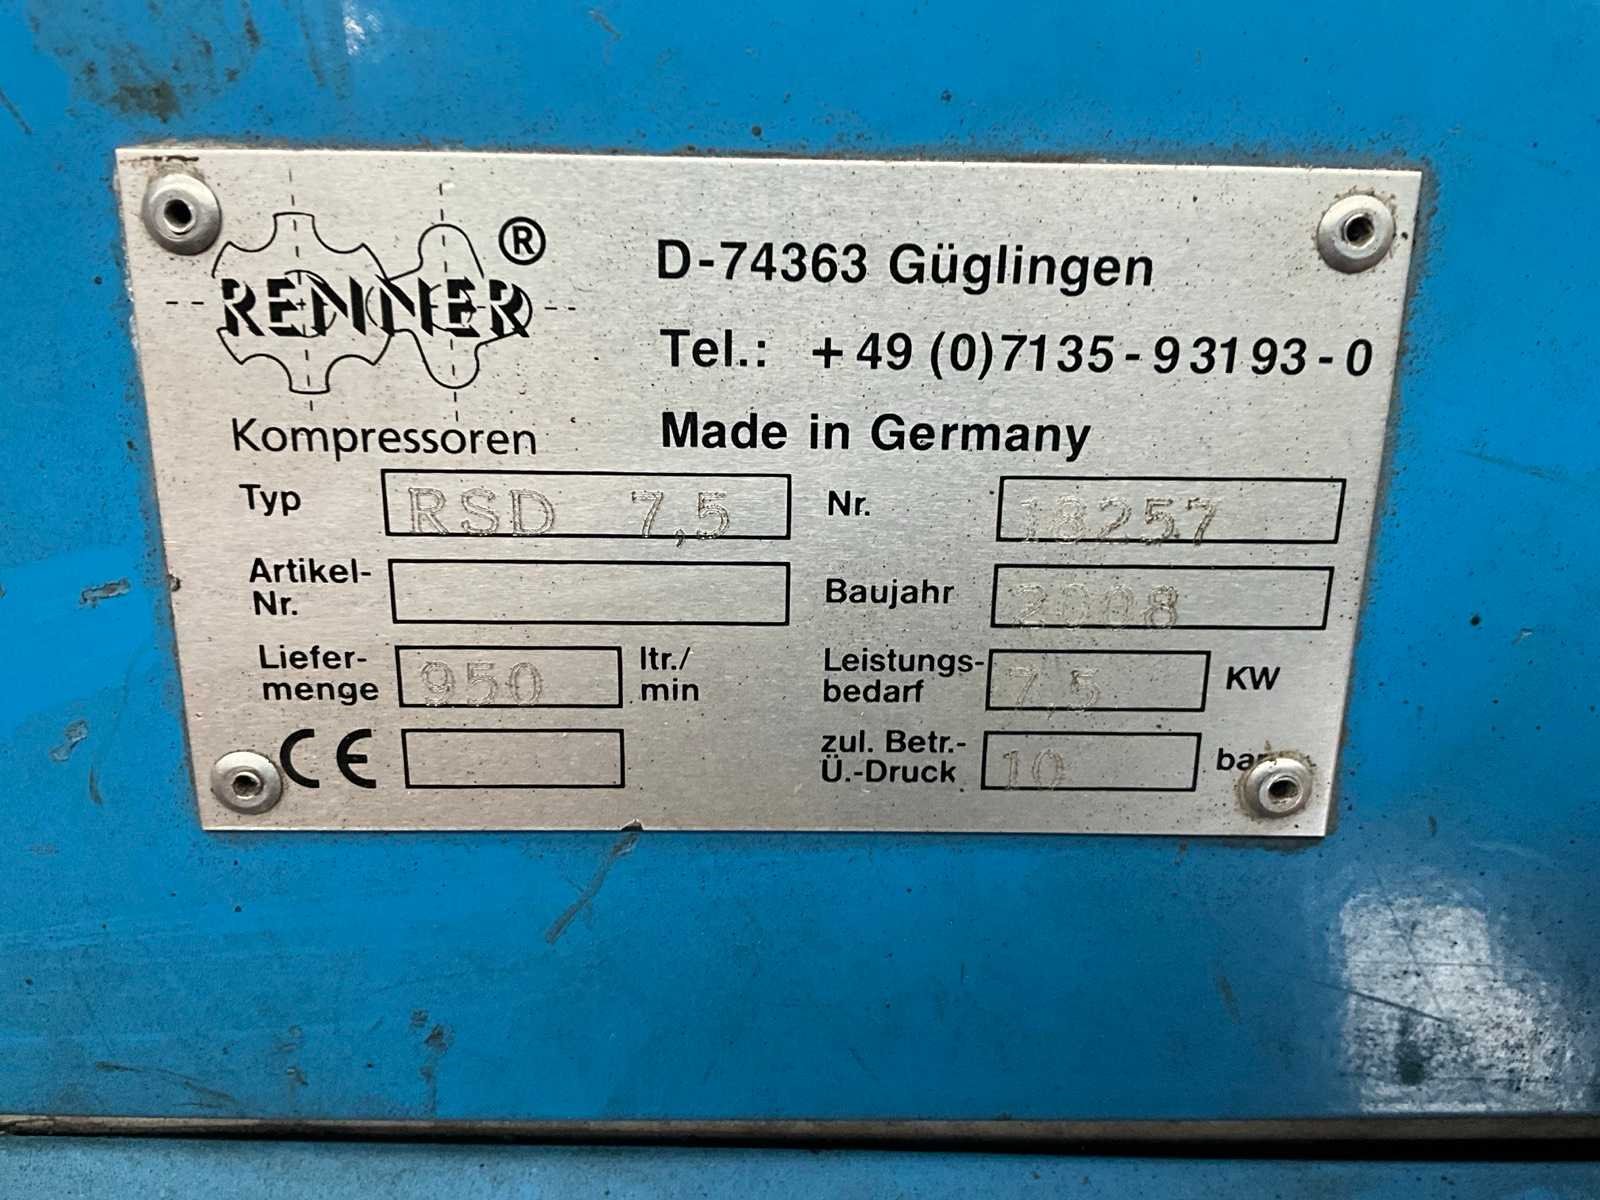 RENNER®
Kompressoren
D-74363 Güglingen
Tel.: +49 (0)7135-93193-0
Made in Germany
Typ RSD 7,5 Nr. 18257
Artikel-
Nr.
Baujahr 2008
Liefer-
menge 950 ltr./
min
Leistungs-
bedarf 7,5 KW
CE
zul. Betr.-
Ü.-Druck 10 bar